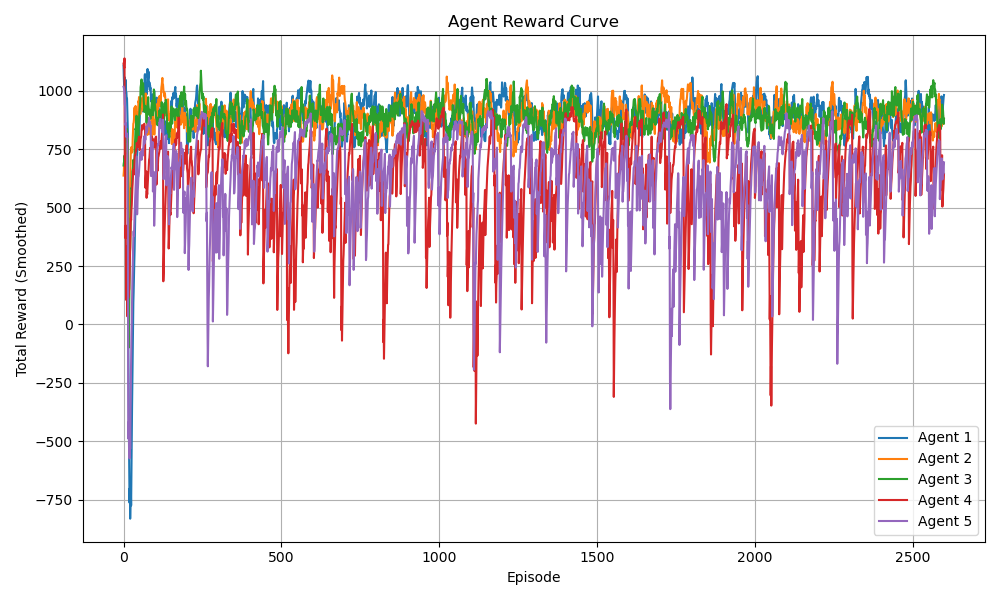 Agent Reward Curve
Total Reward (Smoothed)
1000
750
500
250
0
−250
−500
−750
0
500
1000
1500
2000
2500
Episode
Agent 1
Agent 2
Agent 3
Agent 4
Agent 5